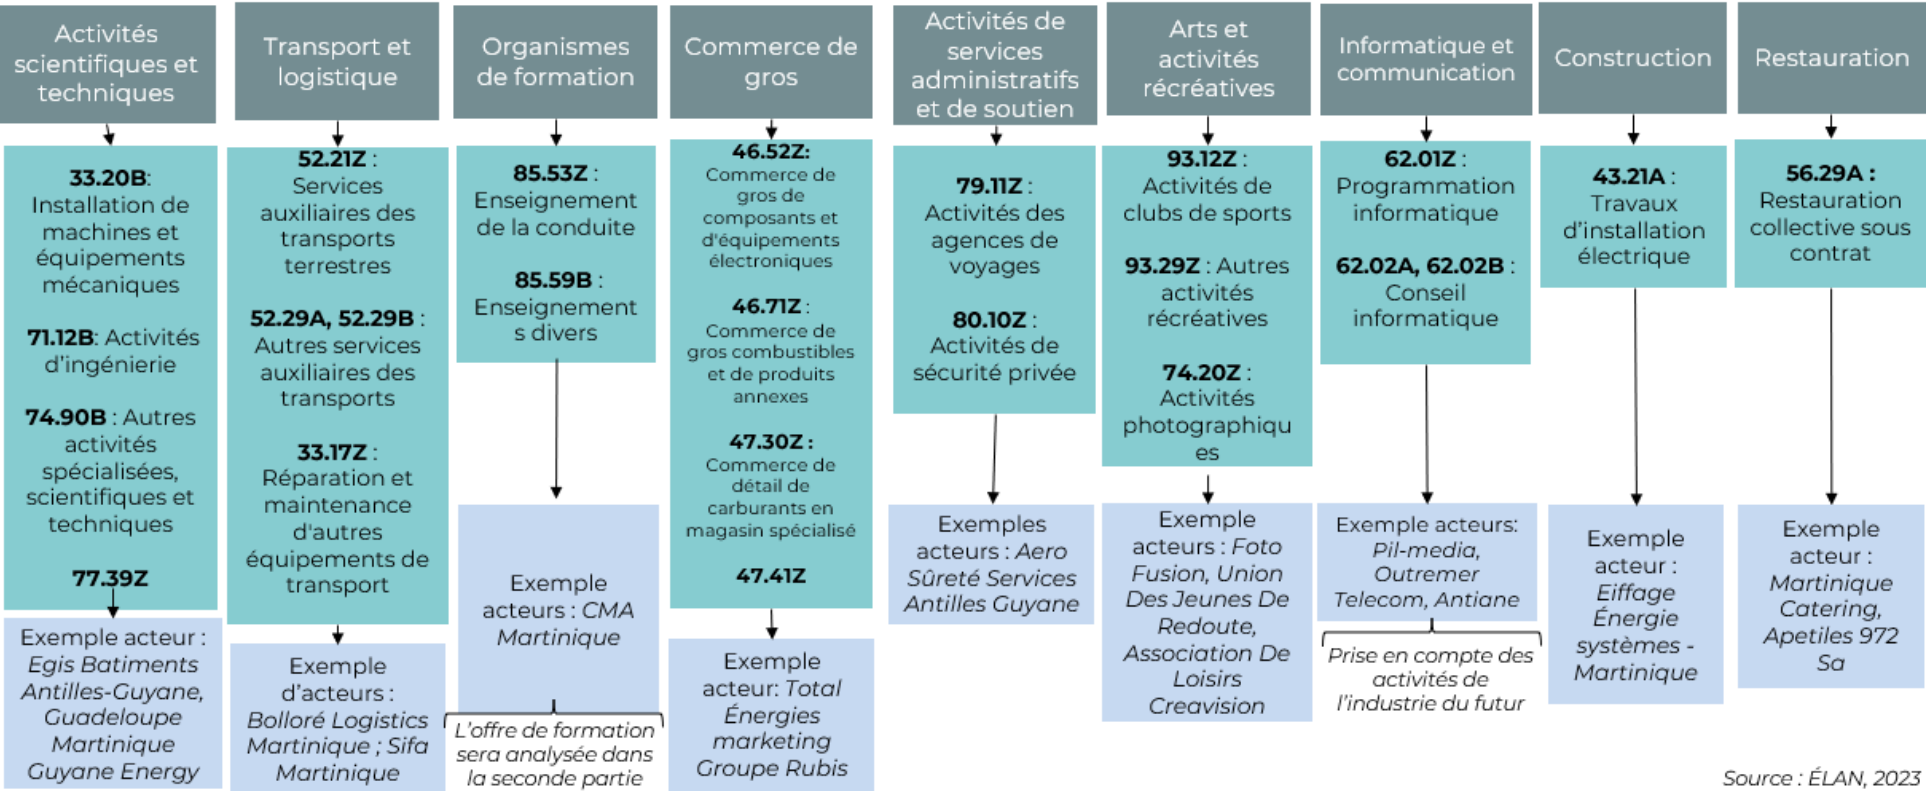 Activités
scientifiques et
techniques
33.20B:
Installation de
machines et
équipements
mécaniques
71.12B: Activités
d'ingénierie
74.90B : Autres
activités
spécialisées,
scientifiques et
techniques
77.39Z
Exemple acteur :
Egis Batiments
Antilles-Guyane,
Guadeloupe
Martinique
Guyane Energy
Transport et
logistique
52.21Z :
Services
auxiliaires des
transports
terrestres
52.29A, 52.29B :
Autres services
auxiliaires des
transports
33.17Z :
Réparation et
maintenance
d'autres
équipements de
transport
Exemple
d'acteurs :
Bolloré Logistics
Martinique ; Sifa
Martinique
Organismes
de formation
85.53Z :
Enseignement
de la conduite
85.59B :
Enseignement
s divers
Exemple
acteurs : CMA
Martinique
L'offre de formation
sera analysée dans
la seconde partie
Commerce de
gros
46.52Z:
Commerce de
gros de
composants et
d'équipements
électroniques
46.71Z :
Commerce de
gros combustibles
et de produits
annexes
47.30Z :
Commerce de
détail de
carburants en
magasin spécialisé
47.41Z
Exemple
acteur: Total
Énergies
marketing
Groupe Rubis
Activités de
services
administratifs
et de soutien
79.11Z :
Activités des
agences de
voyages
80.10Z :
Activités de
sécurité privée
Exemples
acteurs : Aero
Sûreté Services
Antilles Guyane
Arts et
activités
récréatives
93.12Z :
Activités de
clubs de sports
93.29Z : Autres
activités
récréatives
74.20Z :
Activités
photographiqu
es
Exemple
acteurs : Foto
Fusion, Union
Des Jeunes De
Redoute,
Association De
Loisirs
Creavision
Informatique et
communication
62.01Z :
Programmation
informatique
62.02A, 62.02B :
Conseil
informatique
Exemple acteurs:
Pil-media,
Outremer
Telecom, Antiane
Prise en compte des
activités de
l'industrie du futur
Construction
43.21A :
Travaux
d'installation
électrique
Exemple
acteur :
Eiffage
Énergie
systèmes -
Martinique
Restauration
56.29A :
Restauration
collective sous
contrat
Exemple
acteur :
Martinique
Catering,
Apetiles 972
Sa
Source : ÉLAN, 2023